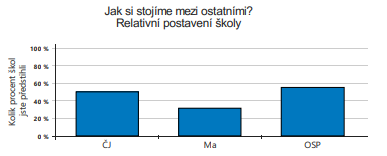 Jak si stojíme mezi ostatními?
Relativní postavení školy
Kolik procent škol
jste předstihli
100 %
80 %
60 %
40 %
20 %
0 %
ČJ
Ma
OSP